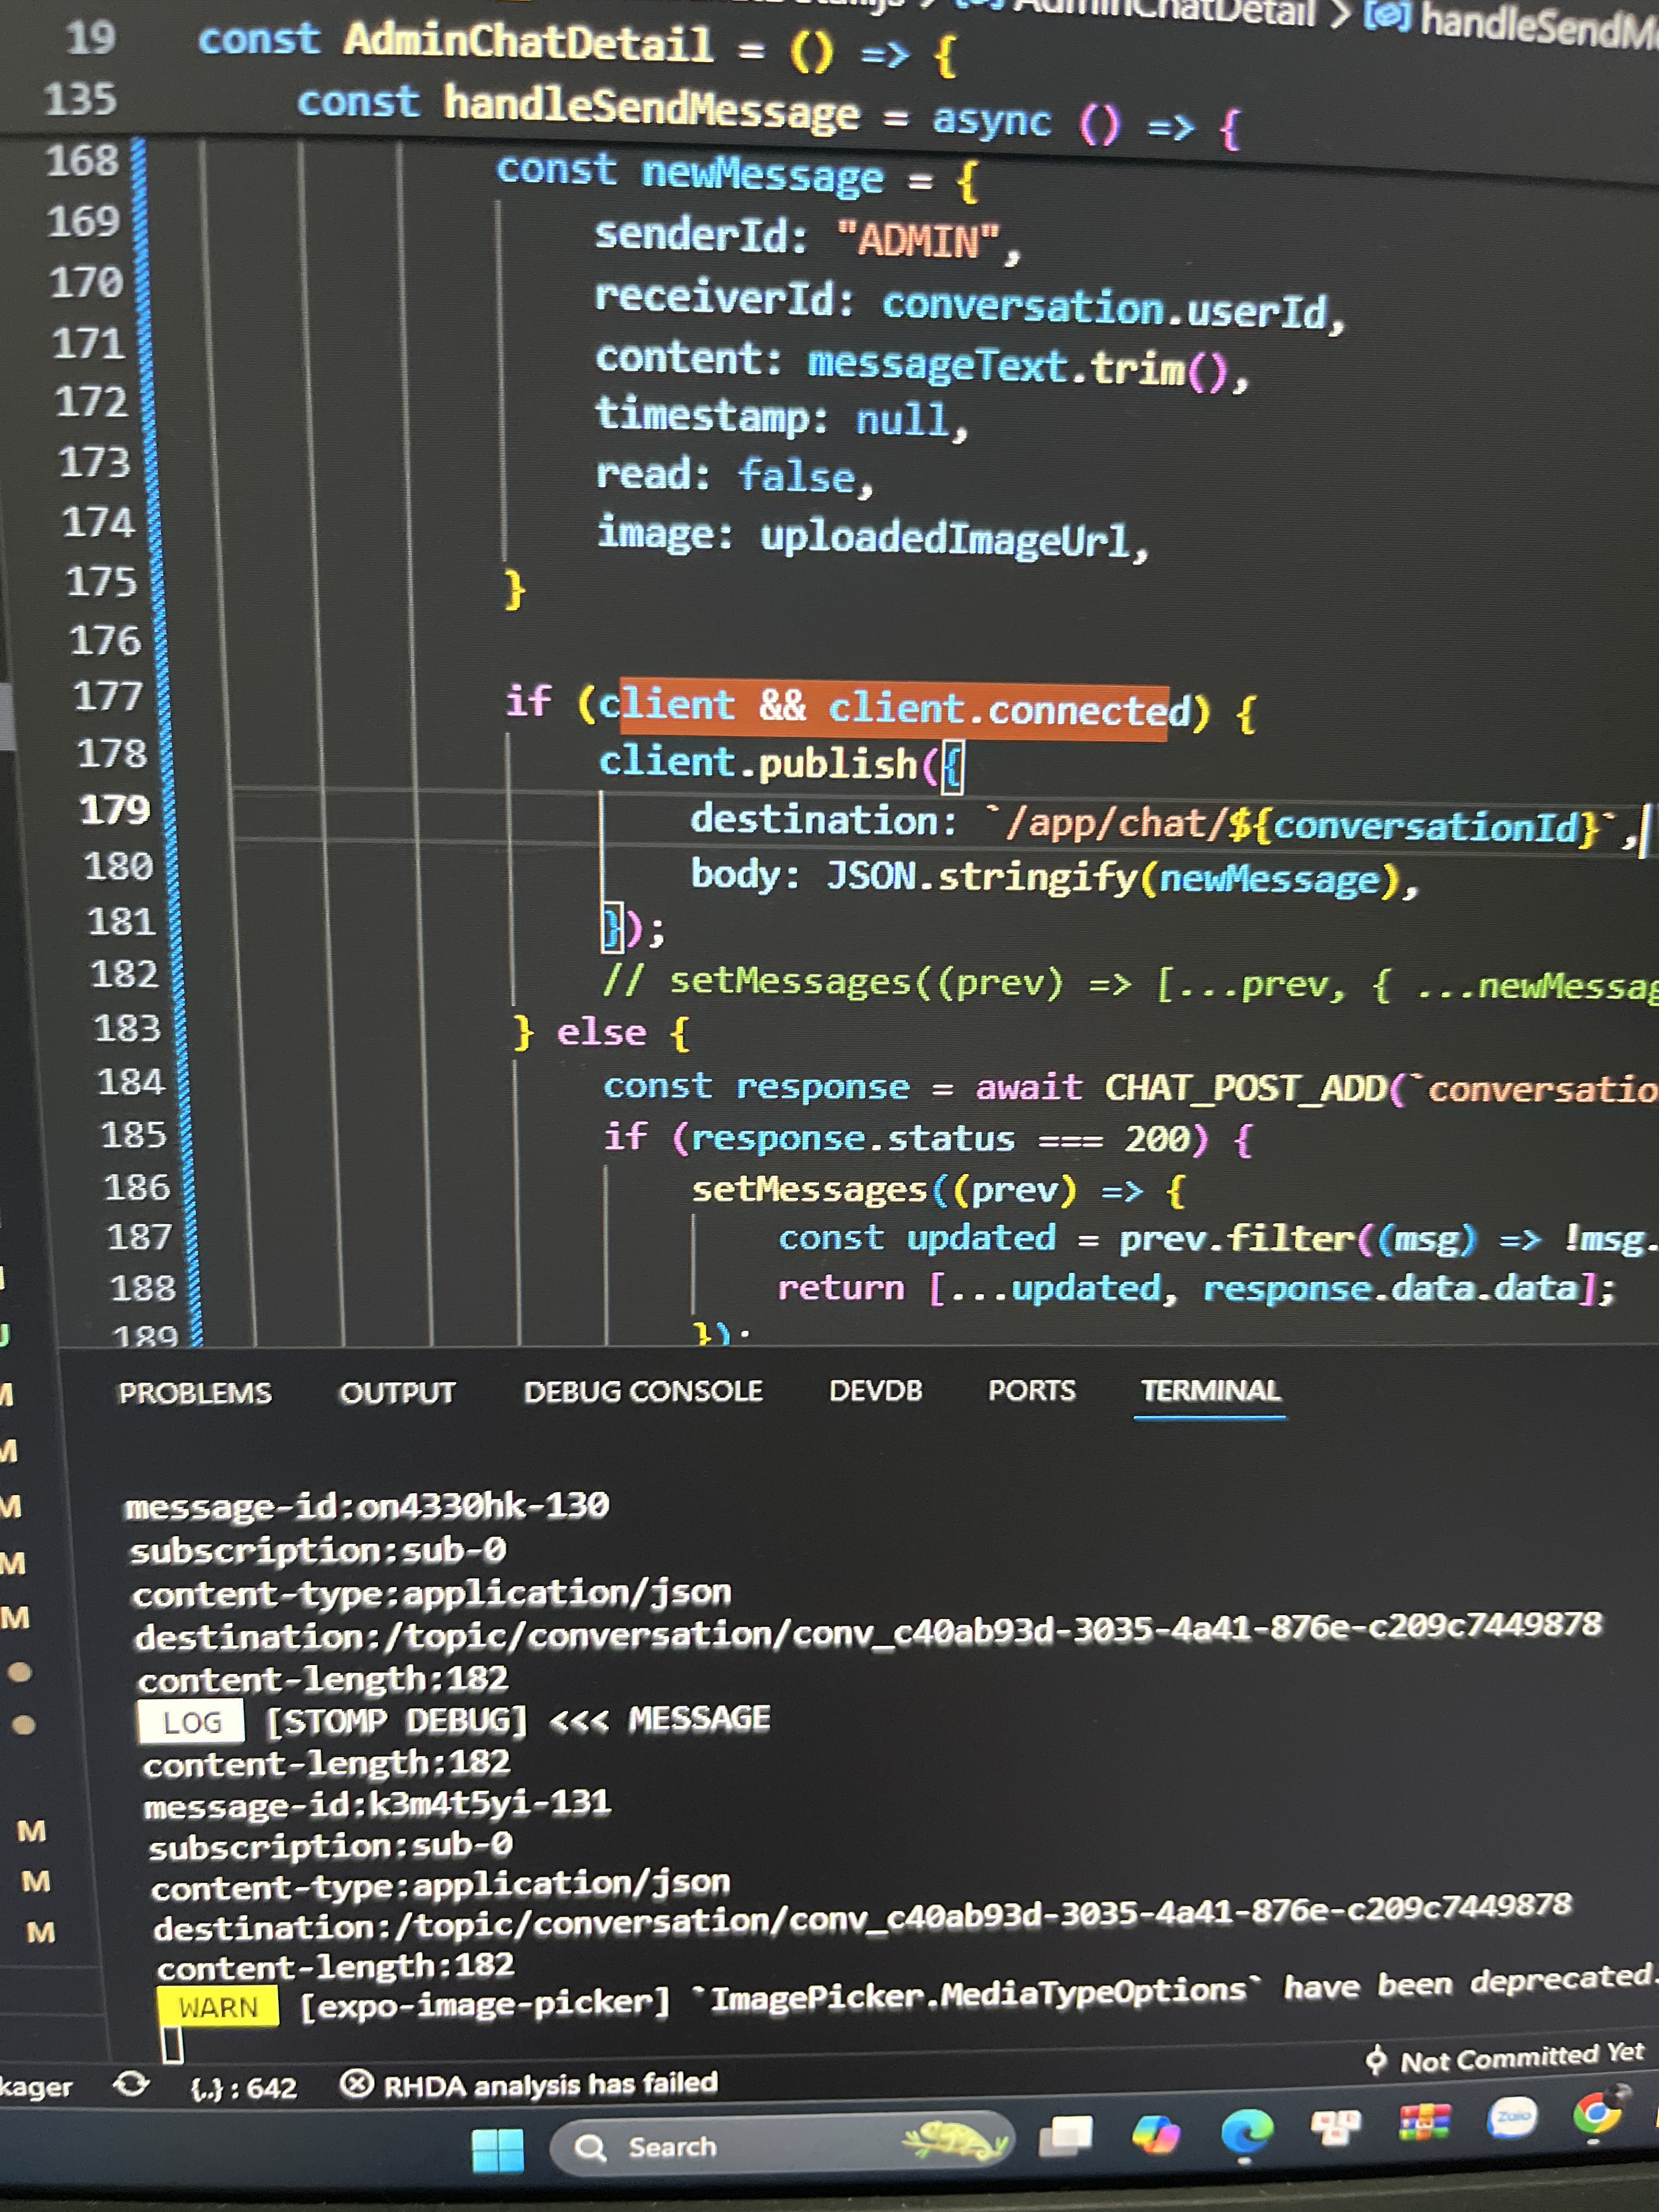 AdminChatDetail > handleSendM
19 const AdminChatDetail = () => {
135 const handleSendMessage = async () => {
168 const newMessage = {
169 senderId: "ADMIN",
170 receiverId: conversation.userId,
171 content: messageText.trim(),
172 timestamp: null,
173 read: false,
174 image: uploadedImageUrl,
175 }
176
177 if (client && client.connected) {
178 client.publish({
179 destination: `/app/chat/${conversationId}`,
180 body: JSON.stringify(newMessage),
181 });
182 // setMessages((prev) => [...prev, { ...newMessag
183 } else {
184 const response = await CHAT_POST_ADD(`conversatio
185 if (response.status === 200) {
186 setMessages((prev) => {
187 const updated = prev.filter((msg) => !msg.
188 return [...updated, response.data.data];
189 });
PROBLEMS OUTPUT DEBUG CONSOLE DEVDB PORTS TERMINAL
message-id:on4330hk-130
subscription:sub-0
content-type:application/json
destination:/topic/conversation/conv_c40ab93d-3035-4a41-876e-c209c7449878
content-length:182
LOG [STOMP DEBUG] <<< MESSAGE
content-length:182
message-id:k3m4t5yi-131
subscription:sub-0
content-type:application/json
destination:/topic/conversation/conv_c40ab93d-3035-4a41-876e-c209c7449878
content-length:182
WARN [expo-image-picker] `ImagePicker.MediaTypeOptions` have been deprecated.
M
M
M
M
M
M
M
M
kager {..} : 642 RHDA analysis has failed Not Committed Yet
Search
Zalo